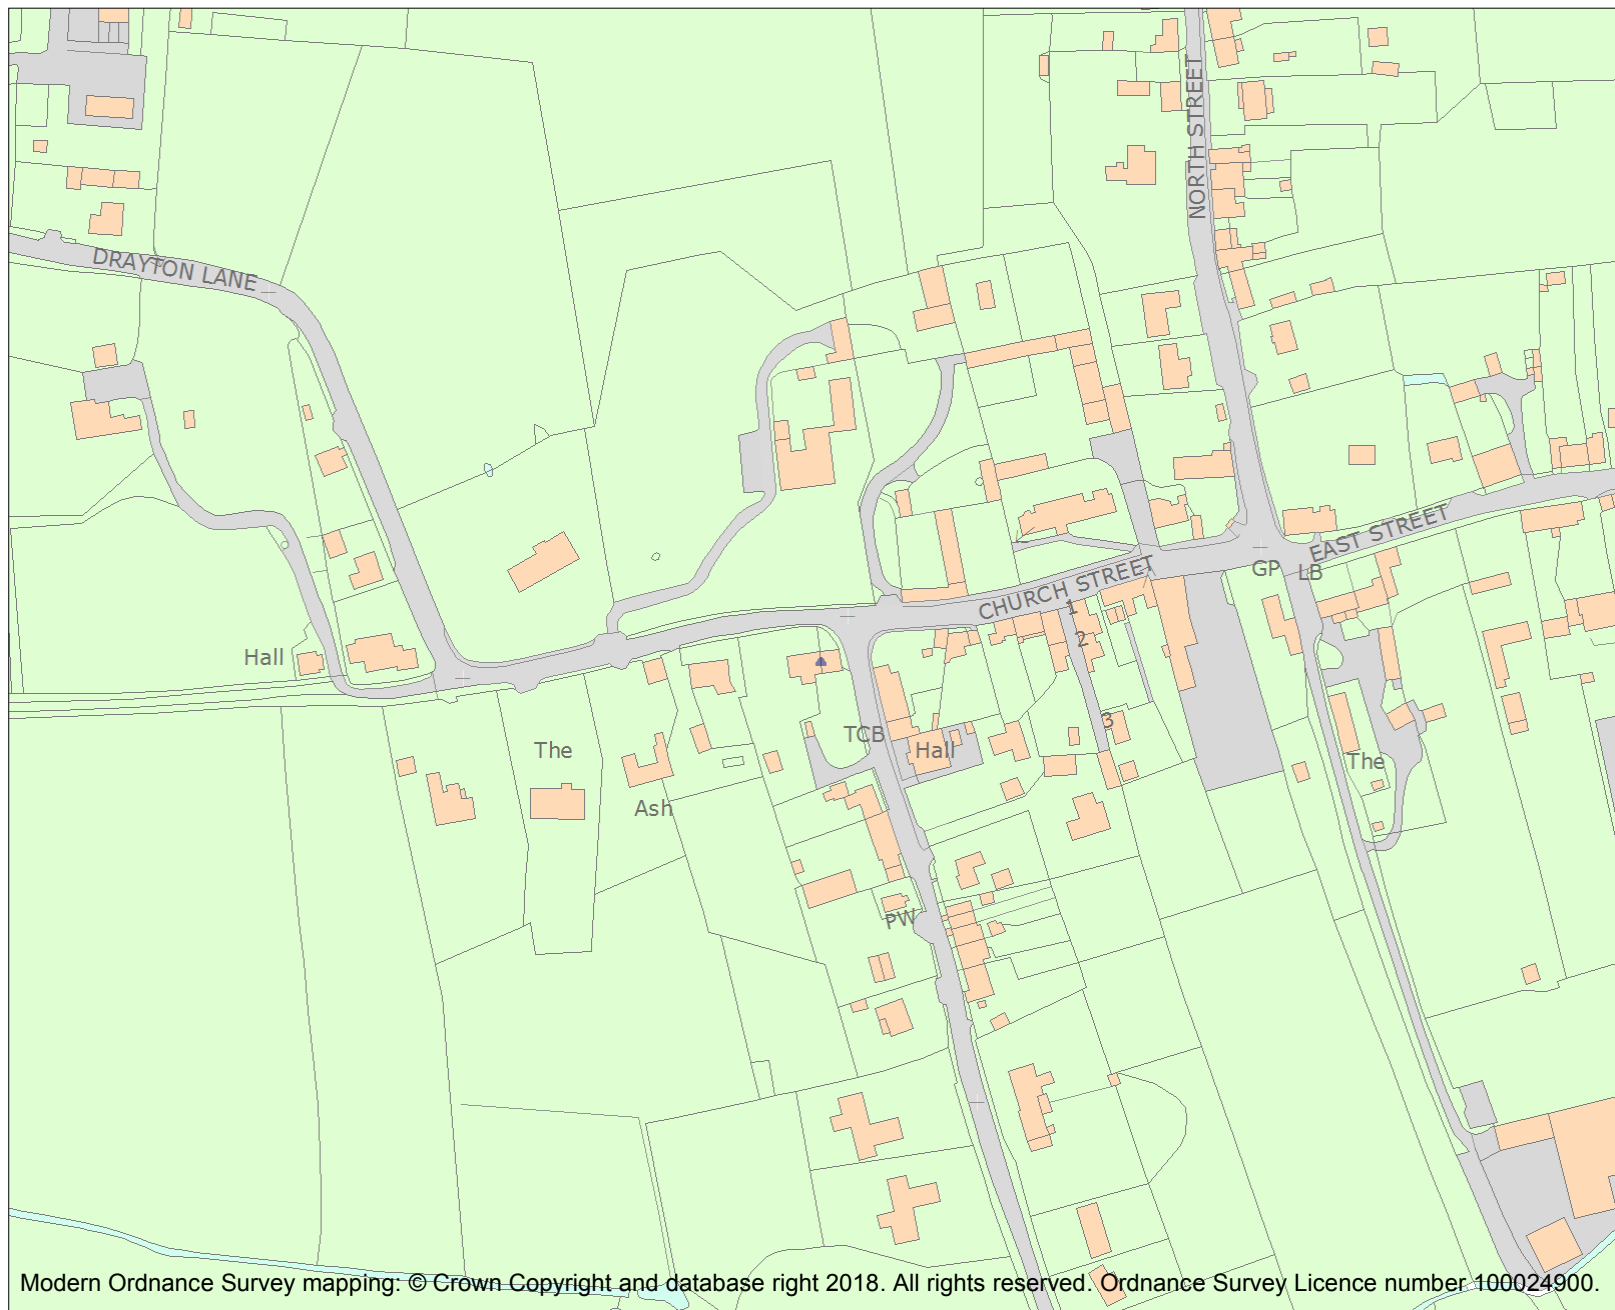 NORTH STREET
DRAYTON LANE
EAST STREET
CHURCH STREET
GP
LB
1
2
Hall
3
TCB
Hall
The
The
Ash
PW
Modern Ordnance Survey mapping: © Crown Copyright and database right 2018. All rights reserved. Ordnance Survey Licence number 100024900.